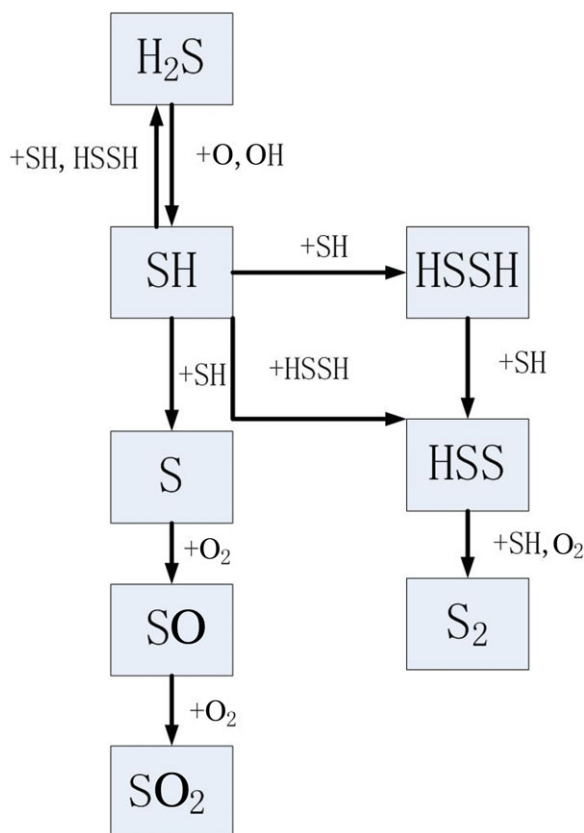 H₂S
+SH, HSSH
+O, OH
SH
+SH
HSSH
+SH
+HSSH
+SH
S
HSS
+O₂
+SH, O₂
SO
S₂
+O₂
SO₂